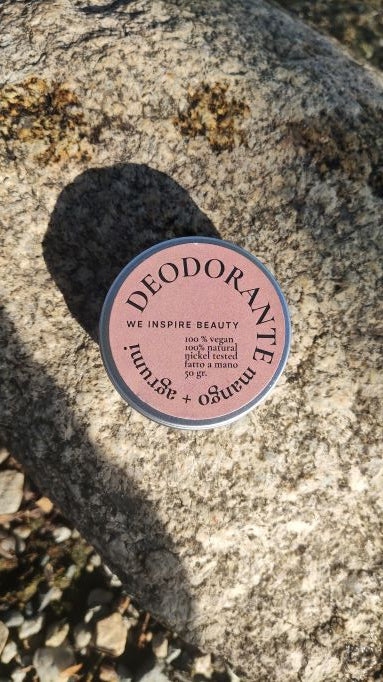 DEODORANTE
WE INSPIRE BEAUTY
100 % vegan
100% natural
nickel tested
fatto a mano
50 gr.
mango + agrumi